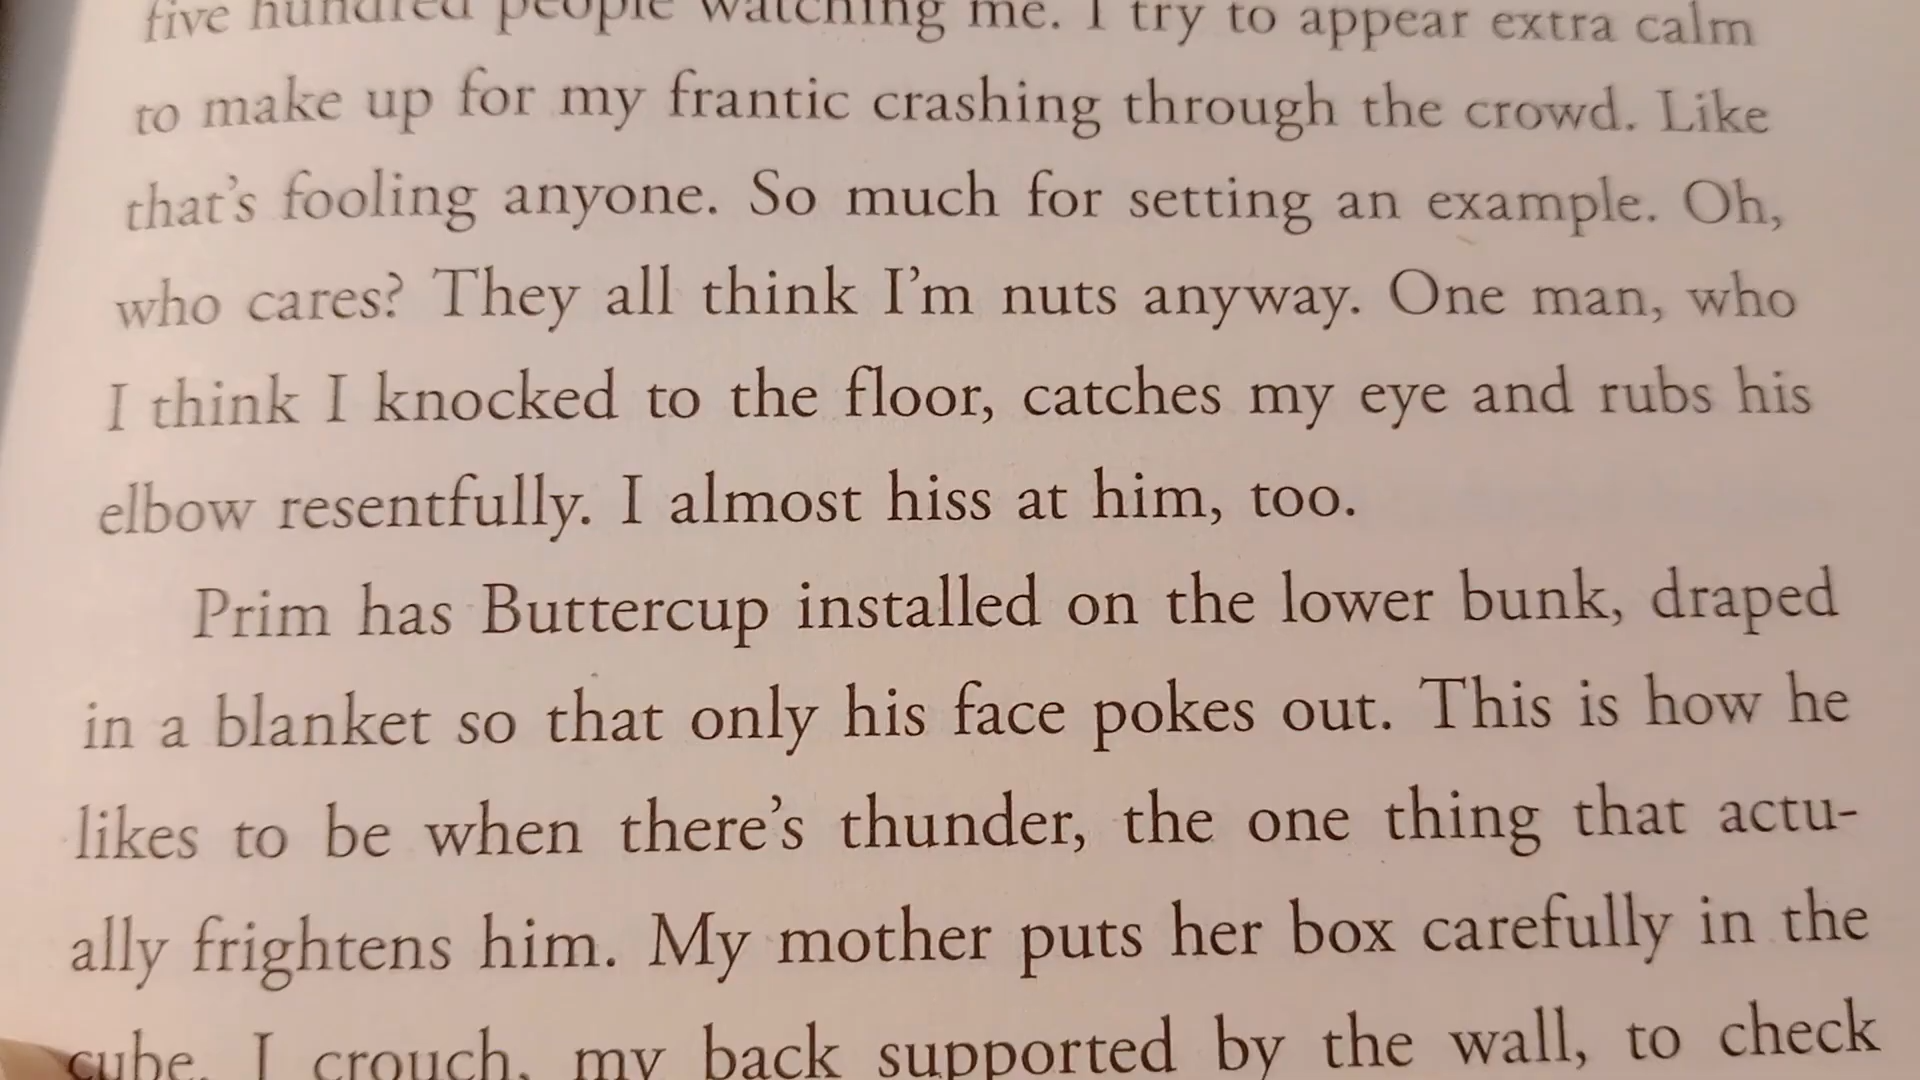 five hundred people watching me. I try to appear extra calm
to make up for my frantic crashing through the crowd. Like
that's fooling anyone. So much for setting an example. Oh,
who cares? They all think I'm nuts anyway. One man, who
I think I knocked to the floor, catches my eye and rubs his
elbow resentfully. I almost hiss at him, too.
Prim has Buttercup installed on the lower bunk, draped
in a blanket so that only his face pokes out. This is how he
likes to be when there's thunder, the one thing that actu-
ally frightens him. My mother puts her box carefully in the
cube. I crouch, my back supported by the wall, to check